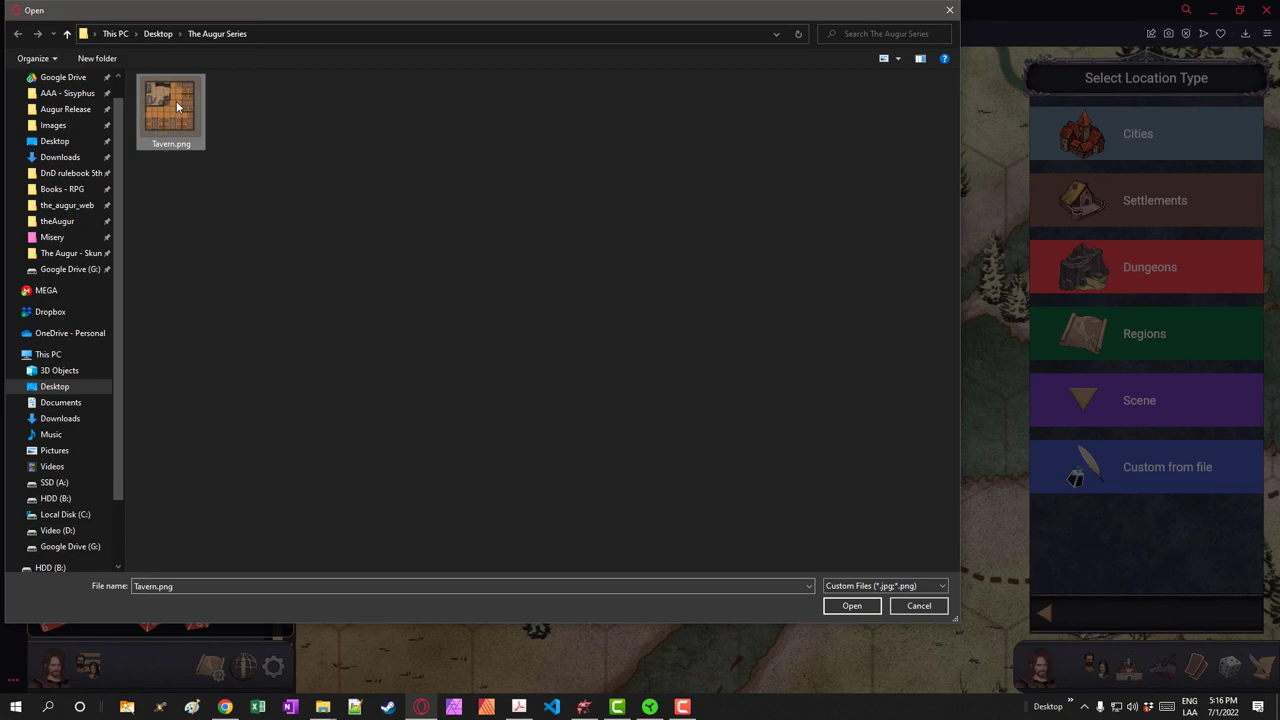 Open
This PC
Desktop
The Augur Series
Search The Augur Series
Organize
New folder
Google Drive
AAA - Sisyphus
Augur Release
Images
Desktop
Downloads
DnD rulebook 5th
Books - RPG
the_augur_web
theAugur
Misery
The Augur - Skun
Google Drive (G:)
MEGA
Dropbox
OneDrive - Personal
This PC
3D Objects
Desktop
Documents
Downloads
Music
Pictures
Videos
SSD (A:)
HDD (B:)
Local Disk (C:)
Video (D:)
Google Drive (G:)
HDD (B:)
Tavern.png
File name: Tavern.png
Custom Files (*.jpg;*.png)
Open
Cancel
Select Location Type
Cities
Settlements
Dungeons
Regions
Scene
Custom from file
Desktop
ENG
LAA
5:16 PM
7/1/2022